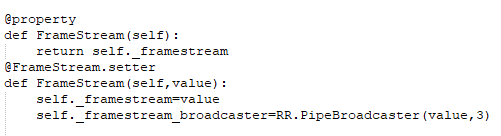 @property
def FrameStream(self):
    return self._framestream
@FrameStream.setter
def FrameStream(self,value):
    self._framestream=value
    self._framestream_broadcaster=RR.PipeBroadcaster(value,3)